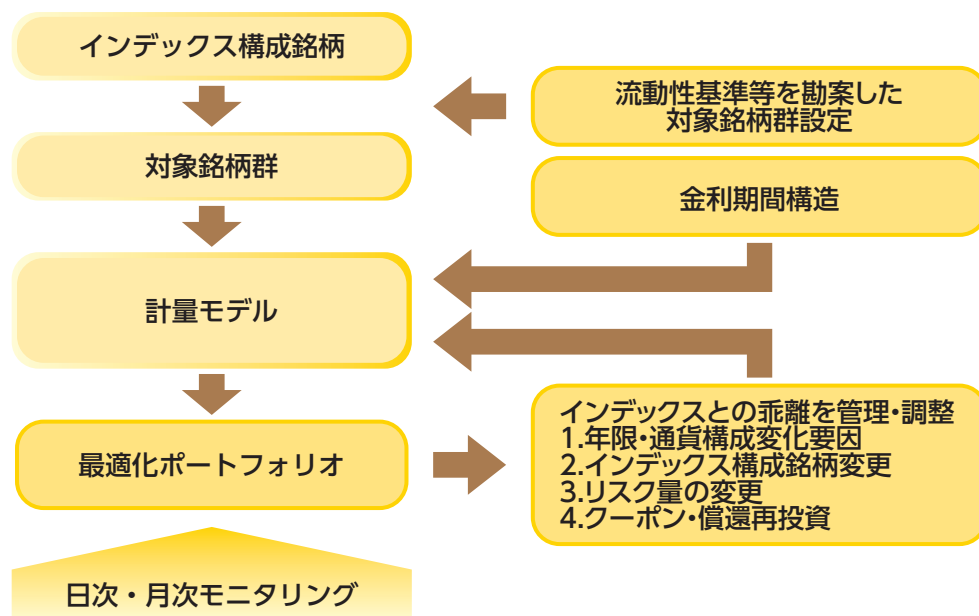 インデックス構成銘柄
流動性基準等を勘案した
対象銘柄群設定
対象銘柄群
金利期間構造
計量モデル
最適化ポートフォリオ
インデックスとの乖離を管理・調整
1.年限・通貨構成変化要因
2.インデックス構成銘柄変更
3.リスク量の変更
4.クーポン・償還再投資
日次・月次モニタリング